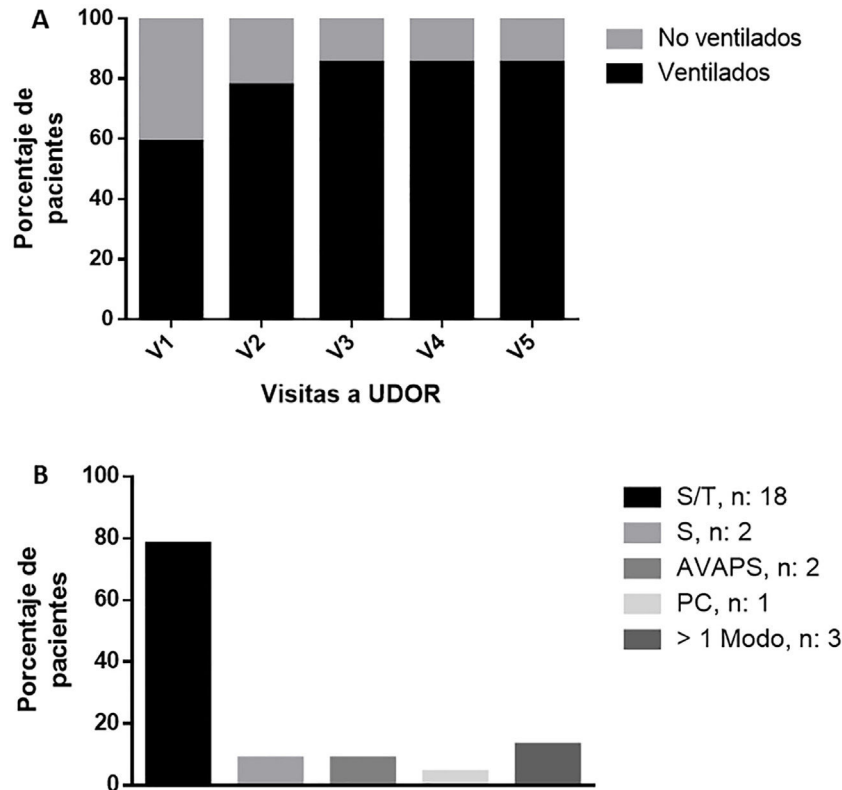 A
Porcentaje de
pacientes
100
80
60
40
20
0
V1
V2
V3
V4
V5
Visitas a UDOR
No ventilados
Ventilados
B
Porcentaje de
pacientes
100
80
60
40
20
0
S/T, n: 18
S, n: 2
AVAPS, n: 2
PC, n: 1
> 1 Modo, n: 3